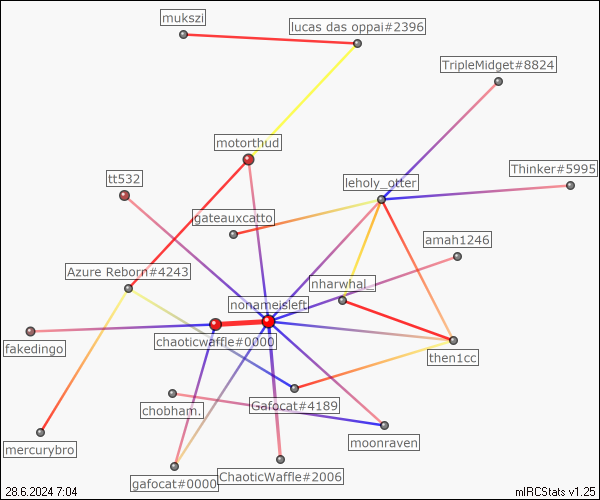 mukszi
lucas das oppai#2396
TripleMidget#8824
motorthud
Thinker#5995
tt532
leholy_otter
gateauxcatto
amah1246
Azure Reborn#4243
nharwhal_
nonameisleft
chaoticwaffle#0000
fakedingo
then1cc
Gafocat#4189
chobham.
moonraven
mercurybro
ChaoticWaffle#2006
gafocat#0000
28.6.2024 7:04
mIRCStats v1.25